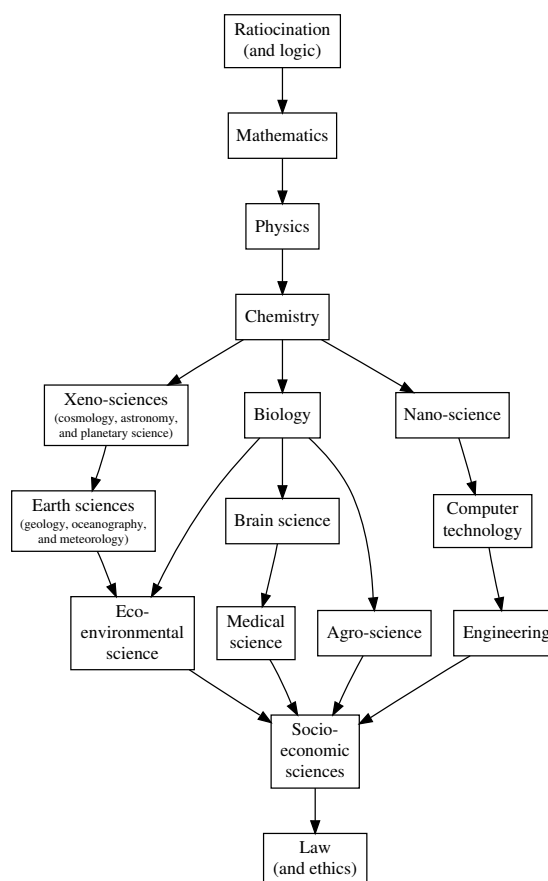 Ratiocination
(and logic)
Mathematics
Physics
Chemistry
Xeno-sciences
(cosmology, astronomy,
and planetary science)
Biology
Nano-science
Earth sciences
(geology, oceanography,
and meteorology)
Brain science
Computer
technology
Eco-
environmental
science
Medical
science
Agro-science
Engineering
Socio-
economic
sciences
Law
(and ethics)